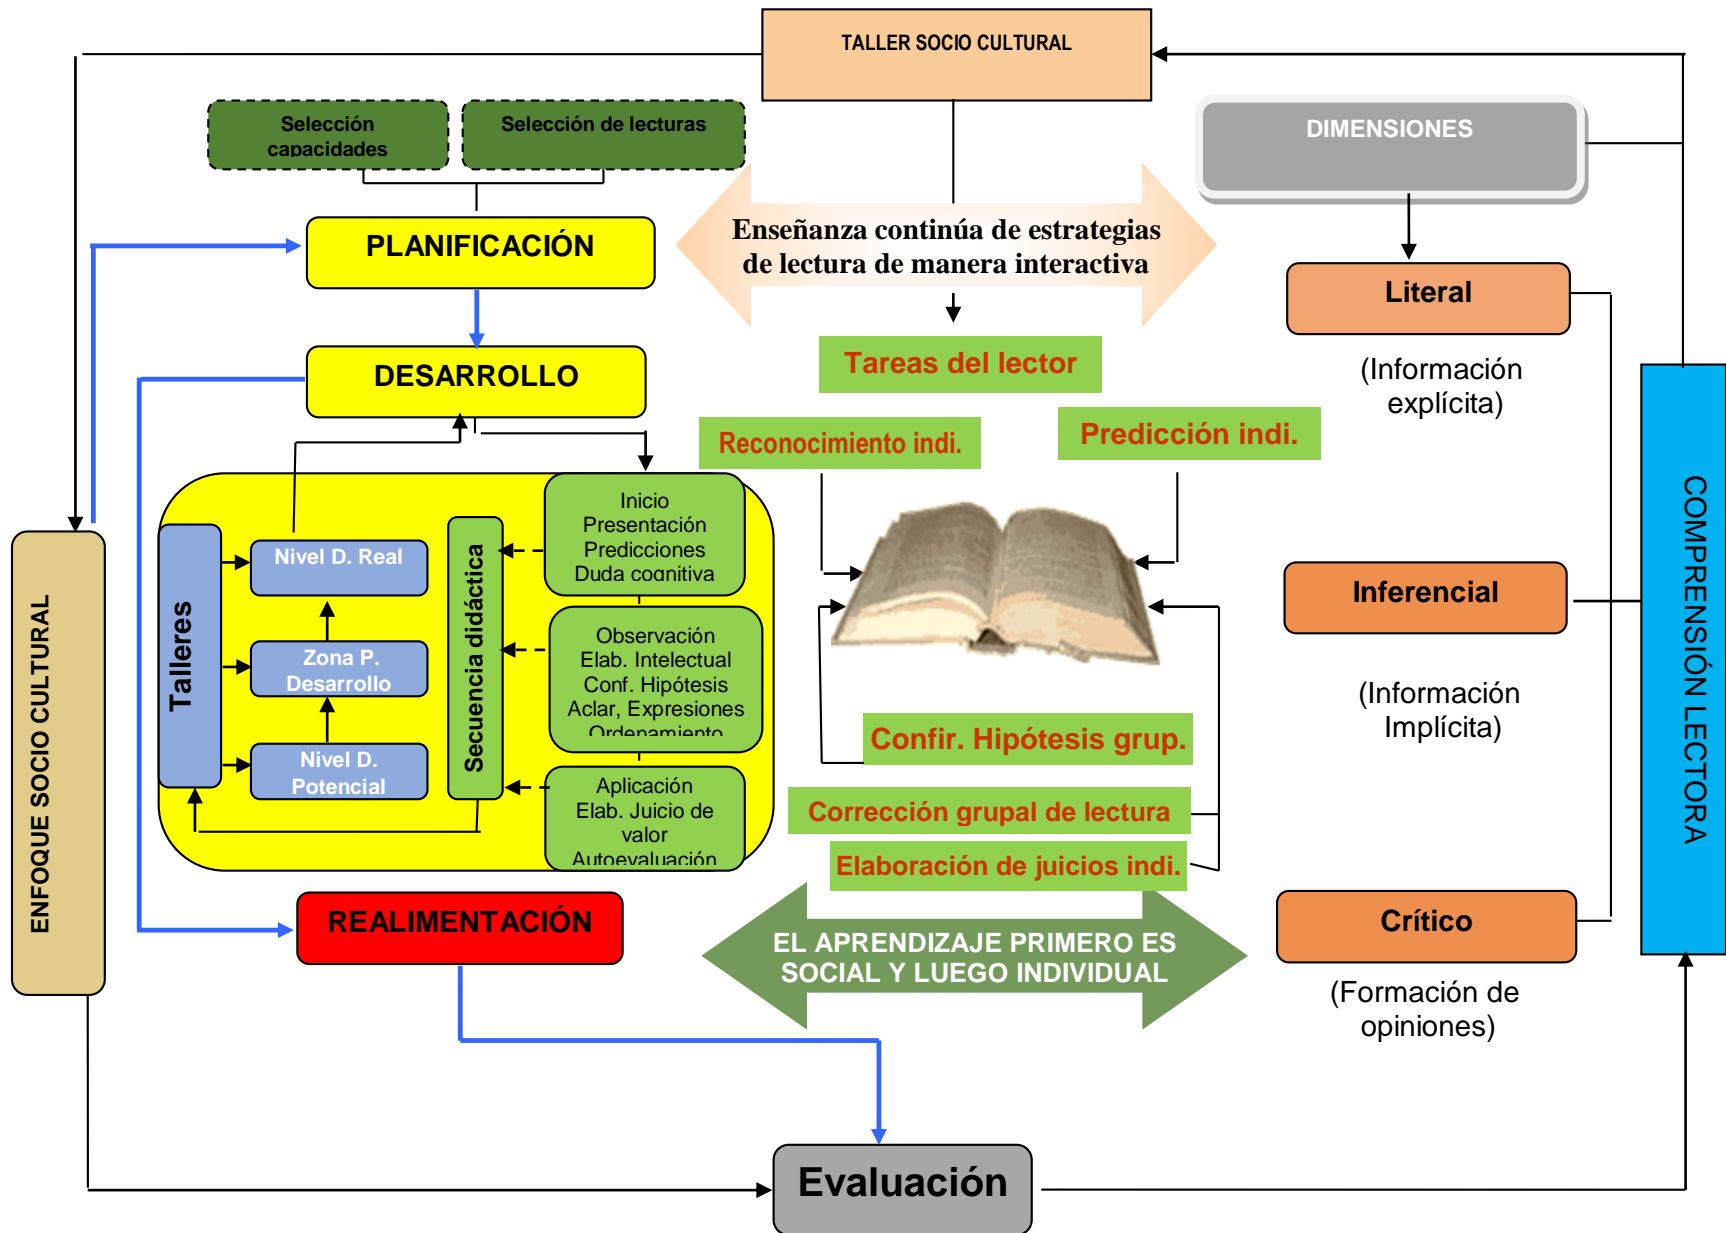 TALLER SOCIO CULTURAL
Selección
capacidades
Selección de lecturas
DIMENSIONES
PLANIFICACIÓN
Enseñanza continúa de estrategias
de lectura de manera interactiva
Literal
(Información
explícita)
DESARROLLO
Tareas del lector
Reconocimiento indi.
Predicción indi.
Inicio
Presentación
Predicciones
Duda cognitiva
Talleres
Nivel D. Real
Zona P.
Desarrollo
Nivel D.
Potencial
Secuencia didáctica
Observación
Elab. Intelectual
Conf. Hipótesis
Aclar, Expresiones
Ordenamiento
Aplicación
Elab. Juicio de
valor
Autoevaluación
ENFOQUE SOCIO CULTURAL
Inferencial
(Información
Implícita)
COMPRENSIÓN LECTORA
Confir. Hipótesis grup.
Corrección grupal de lectura
Elaboración de juicios indi.
REALIMENTACIÓN
EL APRENDIZAJE PRIMERO ES
SOCIAL Y LUEGO INDIVIDUAL
Crítico
(Formación de
opiniones)
Evaluación